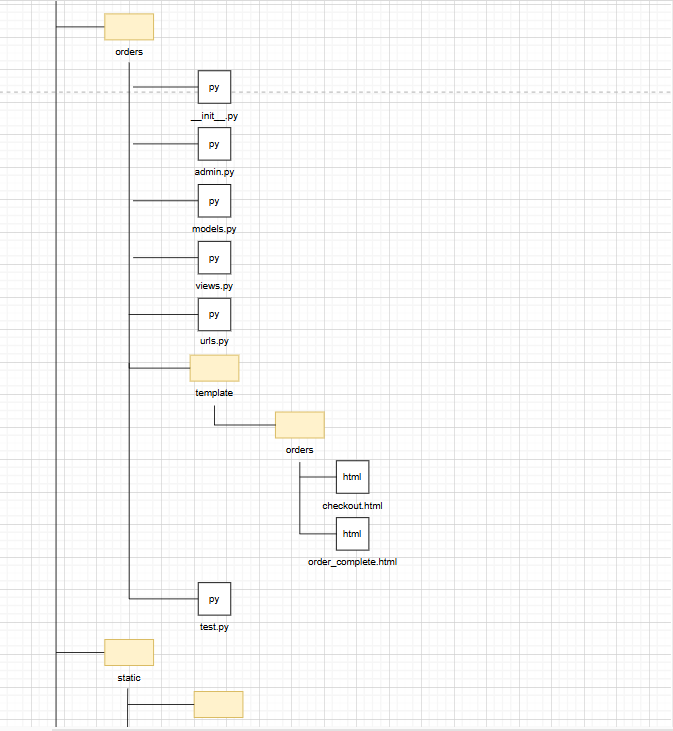 orders
py
__init__.py
py
admin.py
py
models.py
py
views.py
py
urls.py
template
orders
html
checkout.html
html
order_complete.html
py
test.py
static